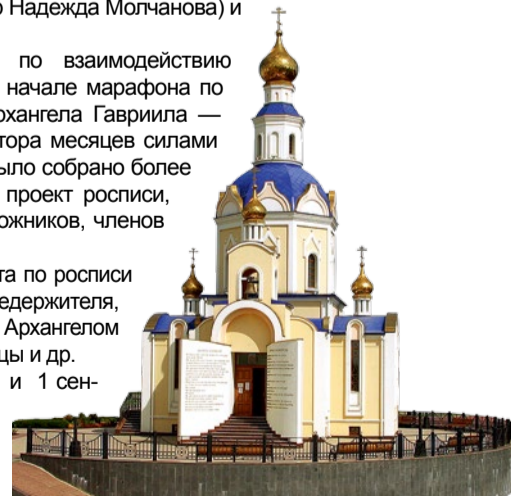 Надежда Молчанова) и
по взаимодействию
начале марафона по
рхангела Гавриила —
тора месяцев силами
ыло собрано более
проект росписи,
ожников, членов
та по росписи
едержителя,
Архангелом
цы и др.
и 1 сен-